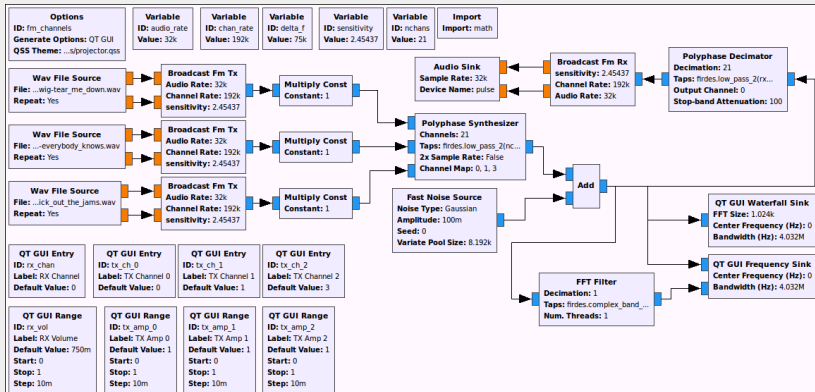 Options
ID: fm_channels
Generate Options: QT GUI
QSS Theme: ...s/projector.qss
Variable
ID: audio_rate
Value: 32k
Variable
ID: chan_rate
Value: 192k
Variable
ID: delta_f
Value: 75k
Variable
ID: sensitivity
Value: 2.45437
Variable
ID: nchans
Value: 21
Import
Import: math
Wav File Source
File: ...wig-tear_me_down.wav
Repeat: Yes
Broadcast Fm Tx
Audio Rate: 32k
Channel Rate: 192k
sensitivity: 2.45437
Multiply Const
Constant: 1
Audio Sink
Sample Rate: 32k
Device Name: pulse
Broadcast Fm Rx
sensitivity: 2.45437
Channel Rate: 192k
Audio Rate: 32k
Polyphase Decimator
Decimation: 21
Taps: firdes.low_pass_2(rx...
Output Channel: 0
Stop-band Attenuation: 100
Wav File Source
File: ...-everybody_knows.wav
Repeat: Yes
Broadcast Fm Tx
Audio Rate: 32k
Channel Rate: 192k
sensitivity: 2.45437
Multiply Const
Constant: 1
Polyphase Synthesizer
Channels: 21
Taps: firdes.low_pass_2(nc...
2x Sample Rate: False
Channel Map: 0, 1, 3
Wav File Source
File: ...ick_out_the_jams.wav
Repeat: Yes
Broadcast Fm Tx
Audio Rate: 32k
Channel Rate: 192k
sensitivity: 2.45437
Multiply Const
Constant: 1
Add
Fast Noise Source
Noise Type: Gaussian
Amplitude: 100m
Seed: 0
Variate Pool Size: 8.192k
QT GUI Waterfall Sink
FFT Size: 1.024k
Center Frequency (Hz): 0
Bandwidth (Hz): 4.032M
QT GUI Frequency Sink
Center Frequency (Hz): 0
Bandwidth (Hz): 4.032M
FFT Filter
Decimation: 1
Taps: firdes.complex_band_...
Num. Threads: 1
QT GUI Entry
ID: rx_chan
Label: RX Channel
Default Value: 0
QT GUI Entry
ID: tx_ch_0
Label: TX Channel 0
Default Value: 0
QT GUI Entry
ID: tx_ch_1
Label: TX Channel 1
Default Value: 1
QT GUI Entry
ID: tx_ch_2
Label: TX Channel 2
Default Value: 3
QT GUI Range
ID: rx_vol
Label: RX Volume
Default Value: 750m
Start: 0
Stop: 1
Step: 10m
QT GUI Range
ID: tx_amp_0
Label: TX Amp 0
Default Value: 1
Start: 0
Stop: 1
Step: 10m
QT GUI Range
ID: tx_amp_1
Label: TX Amp 1
Default Value: 1
Start: 0
Stop: 1
Step: 10m
QT GUI Range
ID: tx_amp_2
Label: TX Amp 2
Default Value: 1
Start: 0
Stop: 1
Step: 10m